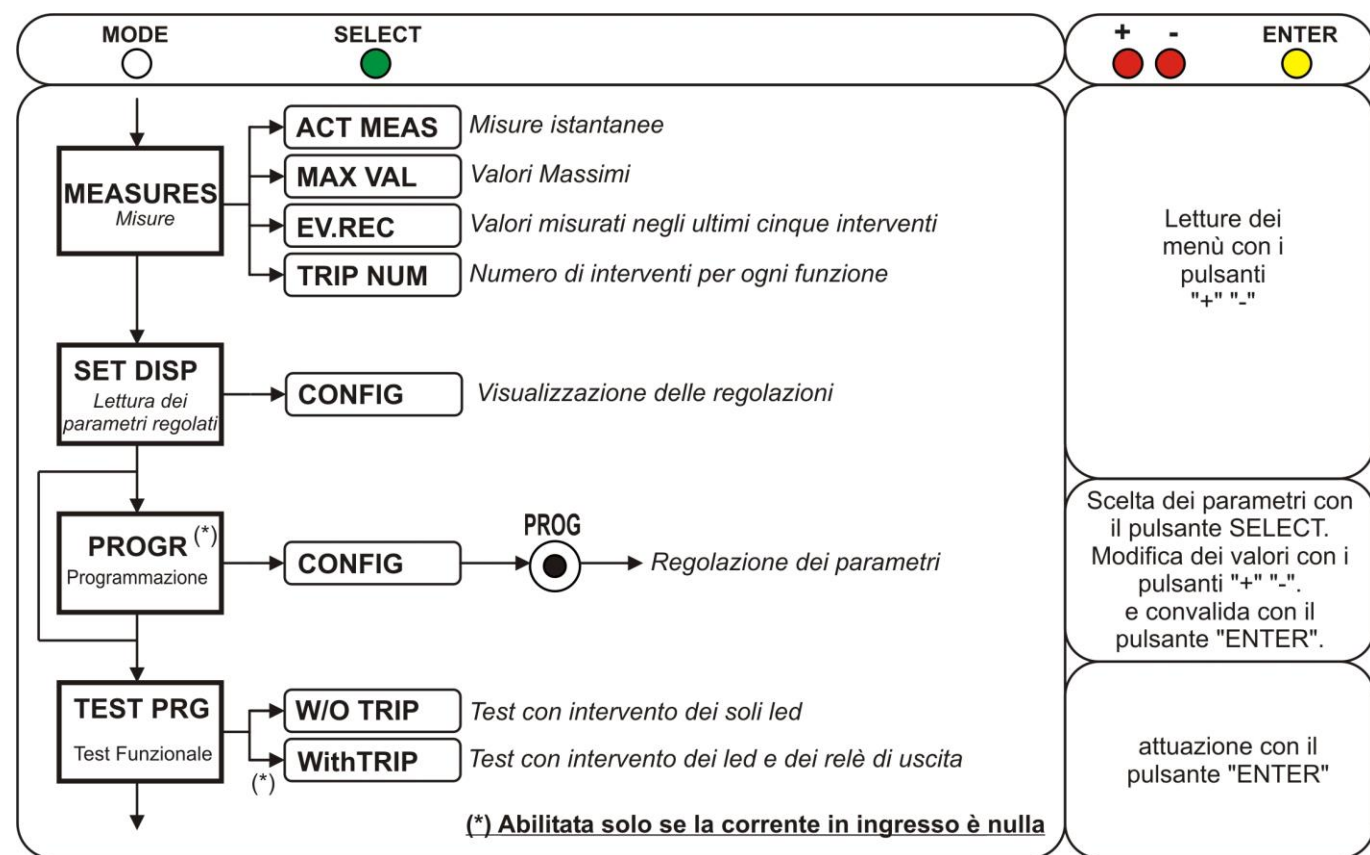 MODE
SELECT
+ -
ENTER
MEASURES
Misure
ACT MEAS
Misure istantanee
MAX VAL
Valori Massimi
EV.REC
Valori misurati negli ultimi cinque interventi
TRIP NUM
Numero di interventi per ogni funzione
Letture dei
menù con i
pulsanti
"+" "-"
SET DISP
Lettura dei
parametri regolati
CONFIG
Visualizzazione delle regolazioni
PROGR (*)
Programmazione
CONFIG
PROG
Regolazione dei parametri
Scelta dei parametri con
il pulsante SELECT.
Modifica dei valori con i
pulsanti "+" "-".
e convalida con il
pulsante "ENTER".
TEST PRG
Test Funzionale
W/O TRIP
Test con intervento dei soli led
(*)
WithTRIP
Test con intervento dei led e dei relè di uscita
attuazione con il
pulsante "ENTER"
(*) Abilitata solo se la corrente in ingresso è nulla